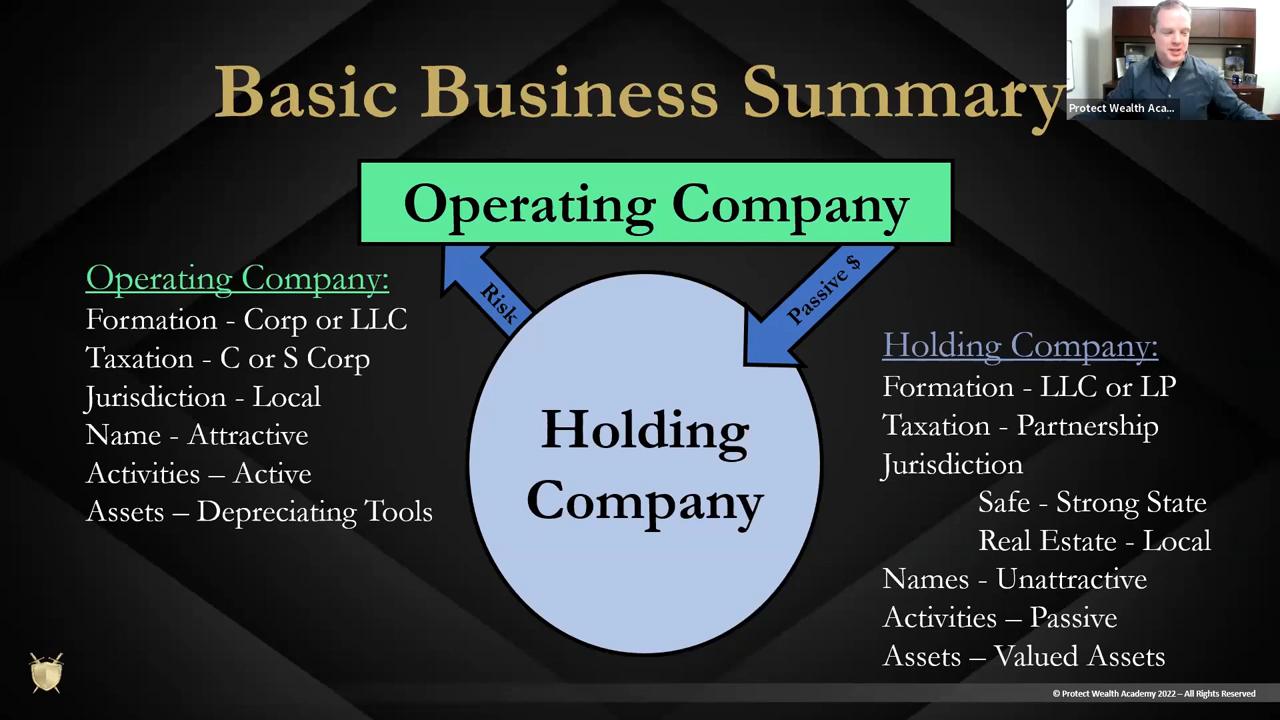 Basic Business Summary
Protect Wealth Aca...
Operating Company
Risk
Passive $
Holding
Company
Operating Company:
Formation - Corp or LLC
Taxation - C or S Corp
Jurisdiction - Local
Name - Attractive
Activities – Active
Assets – Depreciating Tools
Holding Company:
Formation - LLC or LP
Taxation - Partnership
Jurisdiction
Safe - Strong State
Real Estate - Local
Names - Unattractive
Activities – Passive
Assets – Valued Assets
© Protect Wealth Academy 2022 – All Rights Reserved